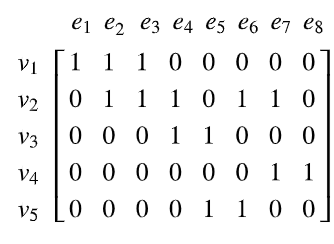 e1 e2 e3 e4 e5 e6 e7 e8
v1 1 1 1 0 0 0 0 0
v2 0 1 1 1 0 1 1 0
v3 0 0 0 1 1 0 0 0
v4 0 0 0 0 0 0 1 1
v5 0 0 0 0 1 1 0 0